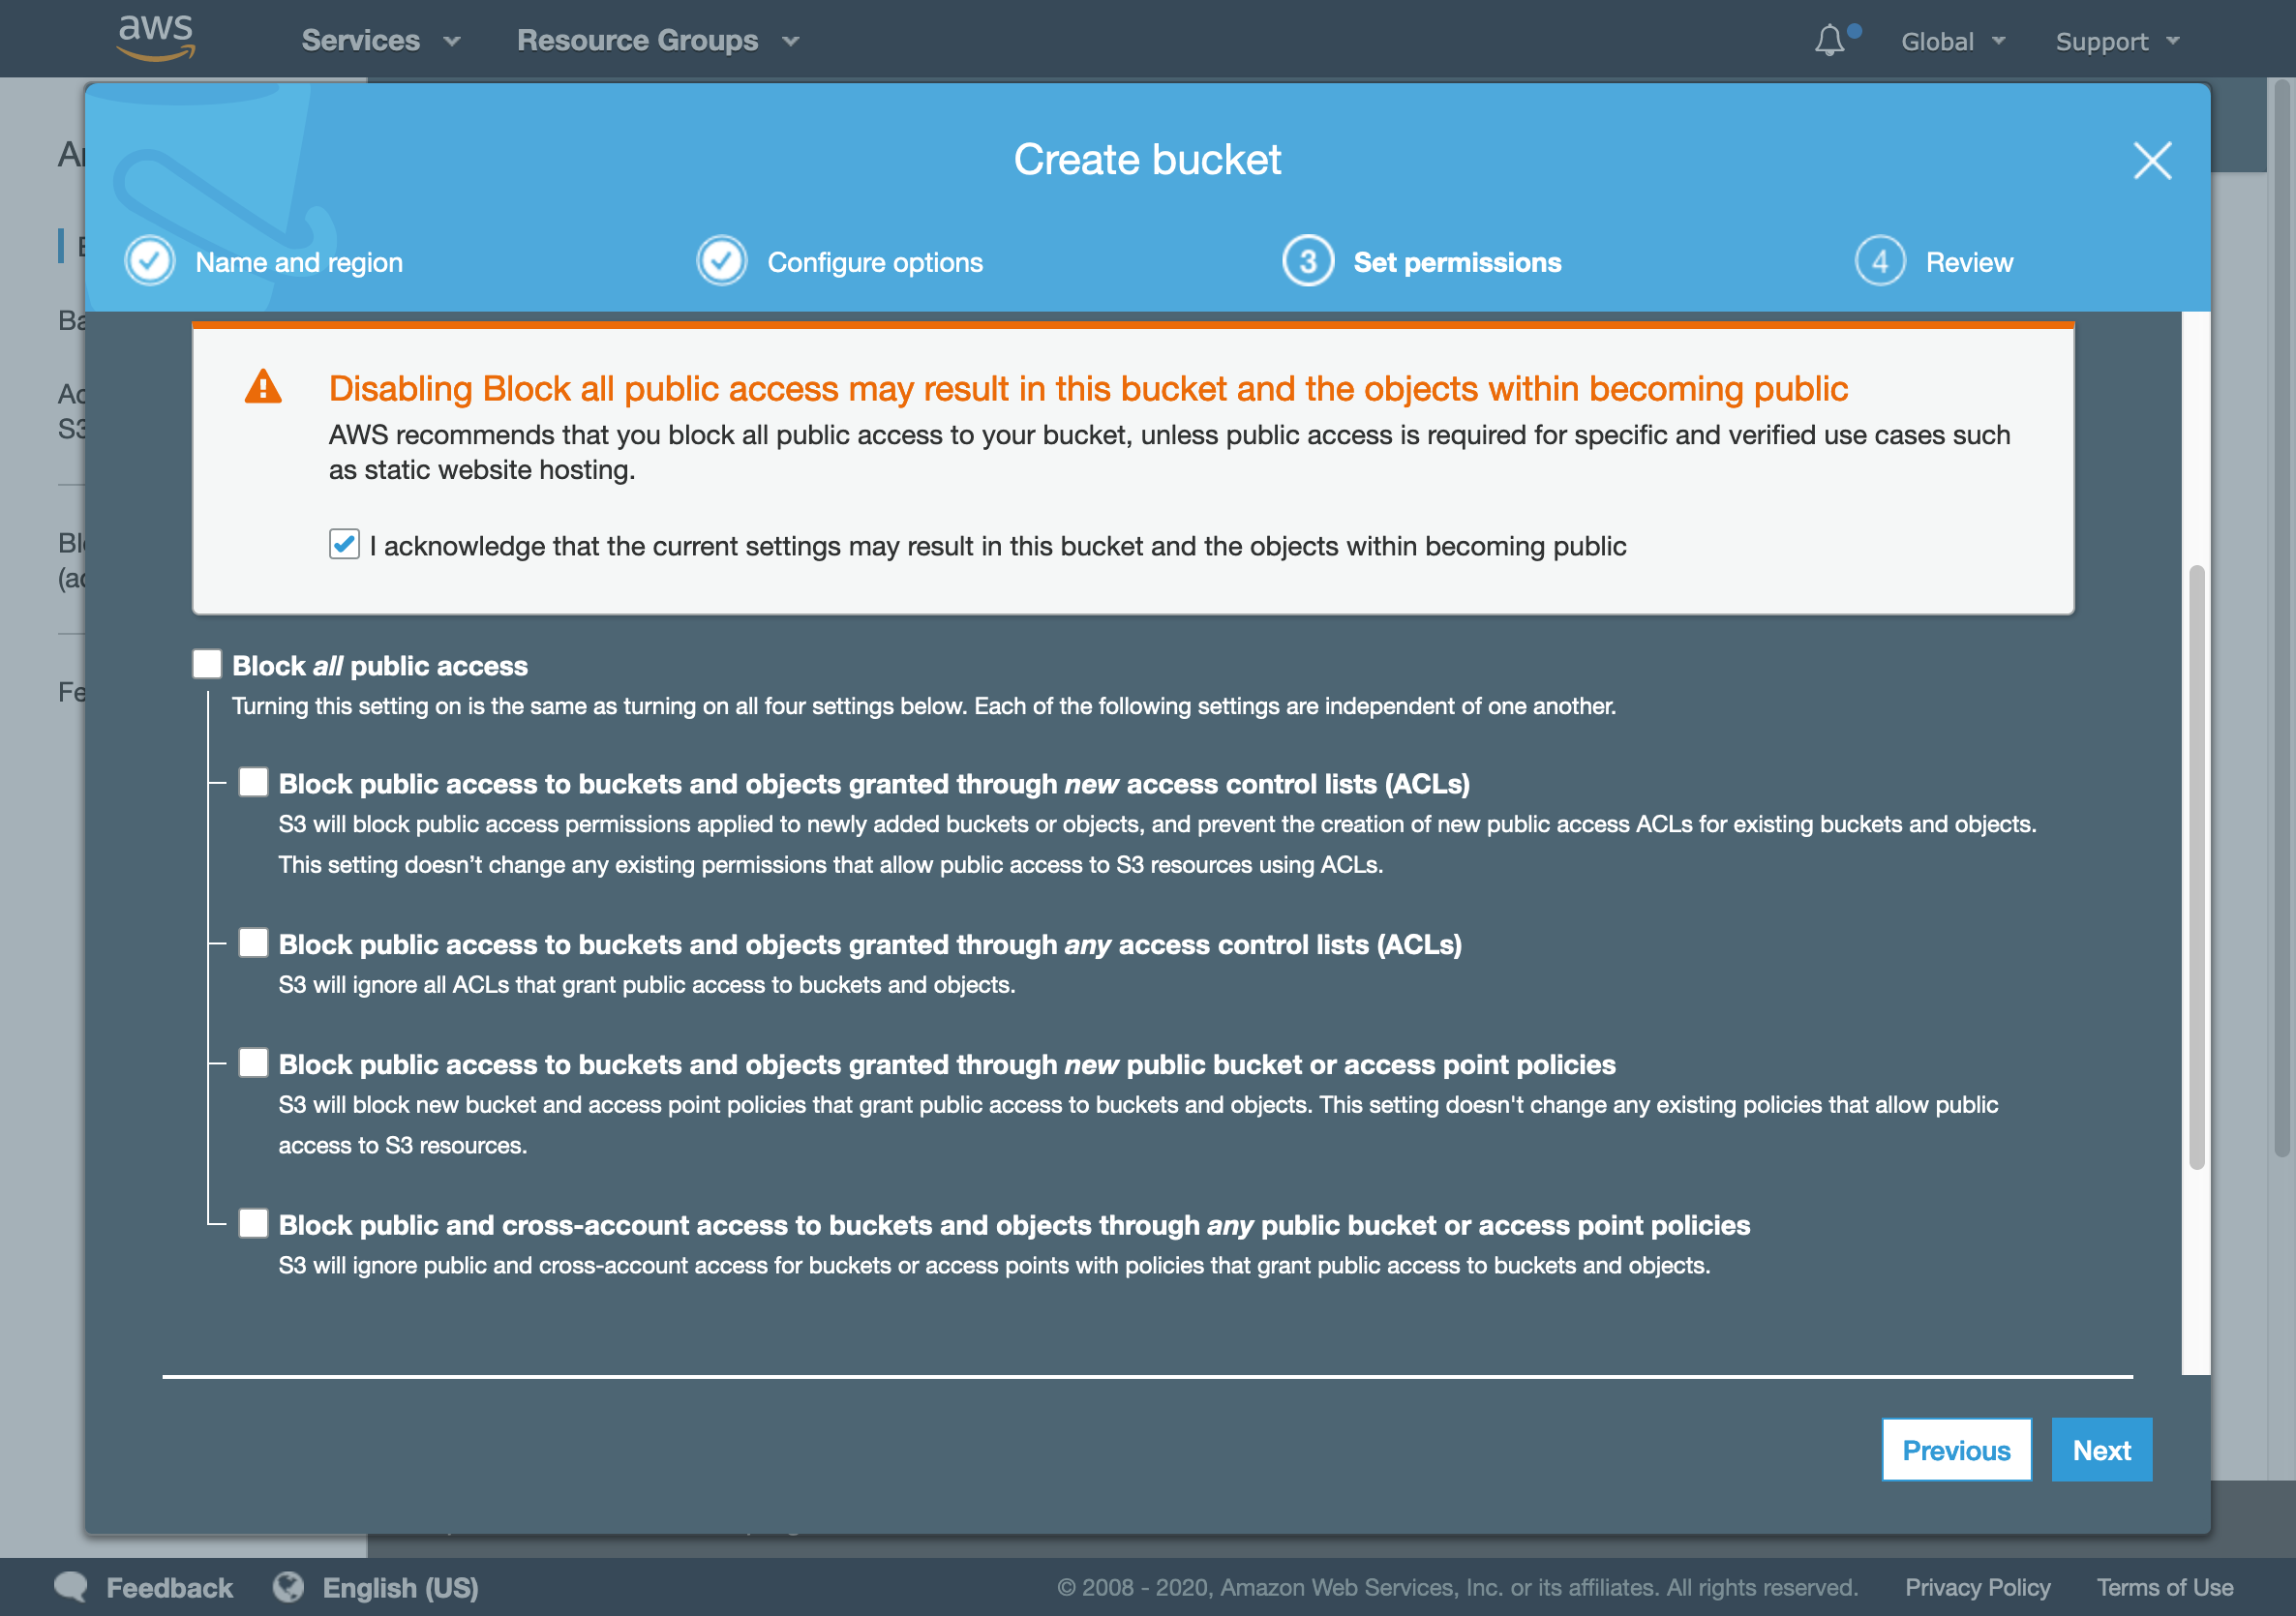 aws
Services
Resource Groups
Global
Support
Create bucket
Name and region
Configure options
3 Set permissions
4 Review
Disabling Block all public access may result in this bucket and the objects within becoming public
AWS recommends that you block all public access to your bucket, unless public access is required for specific and verified use cases such
as static website hosting.
I acknowledge that the current settings may result in this bucket and the objects within becoming public
Block all public access
Turning this setting on is the same as turning on all four settings below. Each of the following settings are independent of one another.
Block public access to buckets and objects granted through new access control lists (ACLs)
S3 will block public access permissions applied to newly added buckets or objects, and prevent the creation of new public access ACLs for existing buckets and objects.
This setting doesn’t change any existing permissions that allow public access to S3 resources using ACLs.
Block public access to buckets and objects granted through any access control lists (ACLs)
S3 will ignore all ACLs that grant public access to buckets and objects.
Block public access to buckets and objects granted through new public bucket or access point policies
S3 will block new bucket and access point policies that grant public access to buckets and objects. This setting doesn't change any existing policies that allow public
access to S3 resources.
Block public and cross-account access to buckets and objects through any public bucket or access point policies
S3 will ignore public and cross-account access for buckets or access points with policies that grant public access to buckets and objects.
Previous
Next
Feedback
English (US)
© 2008 - 2020, Amazon Web Services, Inc. or its affiliates. All rights reserved.
Privacy Policy
Terms of Use